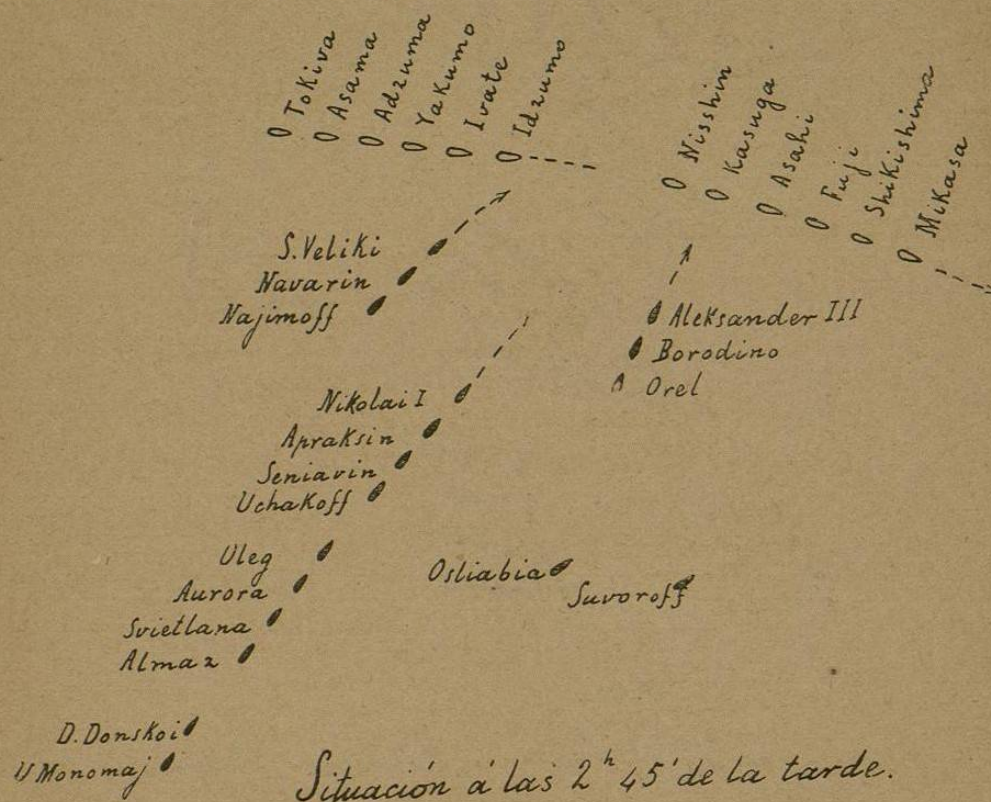 Tokiva
Asama
Adzuma
Yakumo
Ivate
Idzumo
Nisshin
Kasuga
Asahi
Fuji
Shikishima
Mikasa
S. Veliki
Navarin
Najimoff
Aleksander III
Borodino
Orel
Nikolai I
Apraksin
Seniavin
Uchakoff
Oleg
Aurora
Svietlana
Almaz
Osliabia
Suvoroff
D. Donskoi
V Monomaj
Situación á las 2ʰ 45' de la tarde.